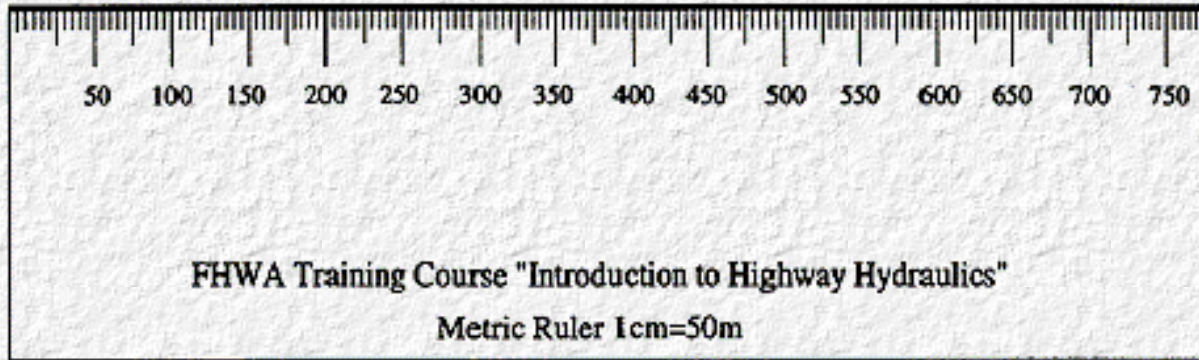 50 100 150 200 250 300 350 400 450 500 550 600 650 700 750
FHWA Training Course "Introduction to Highway Hydraulics"
Metric Ruler 1cm=50m